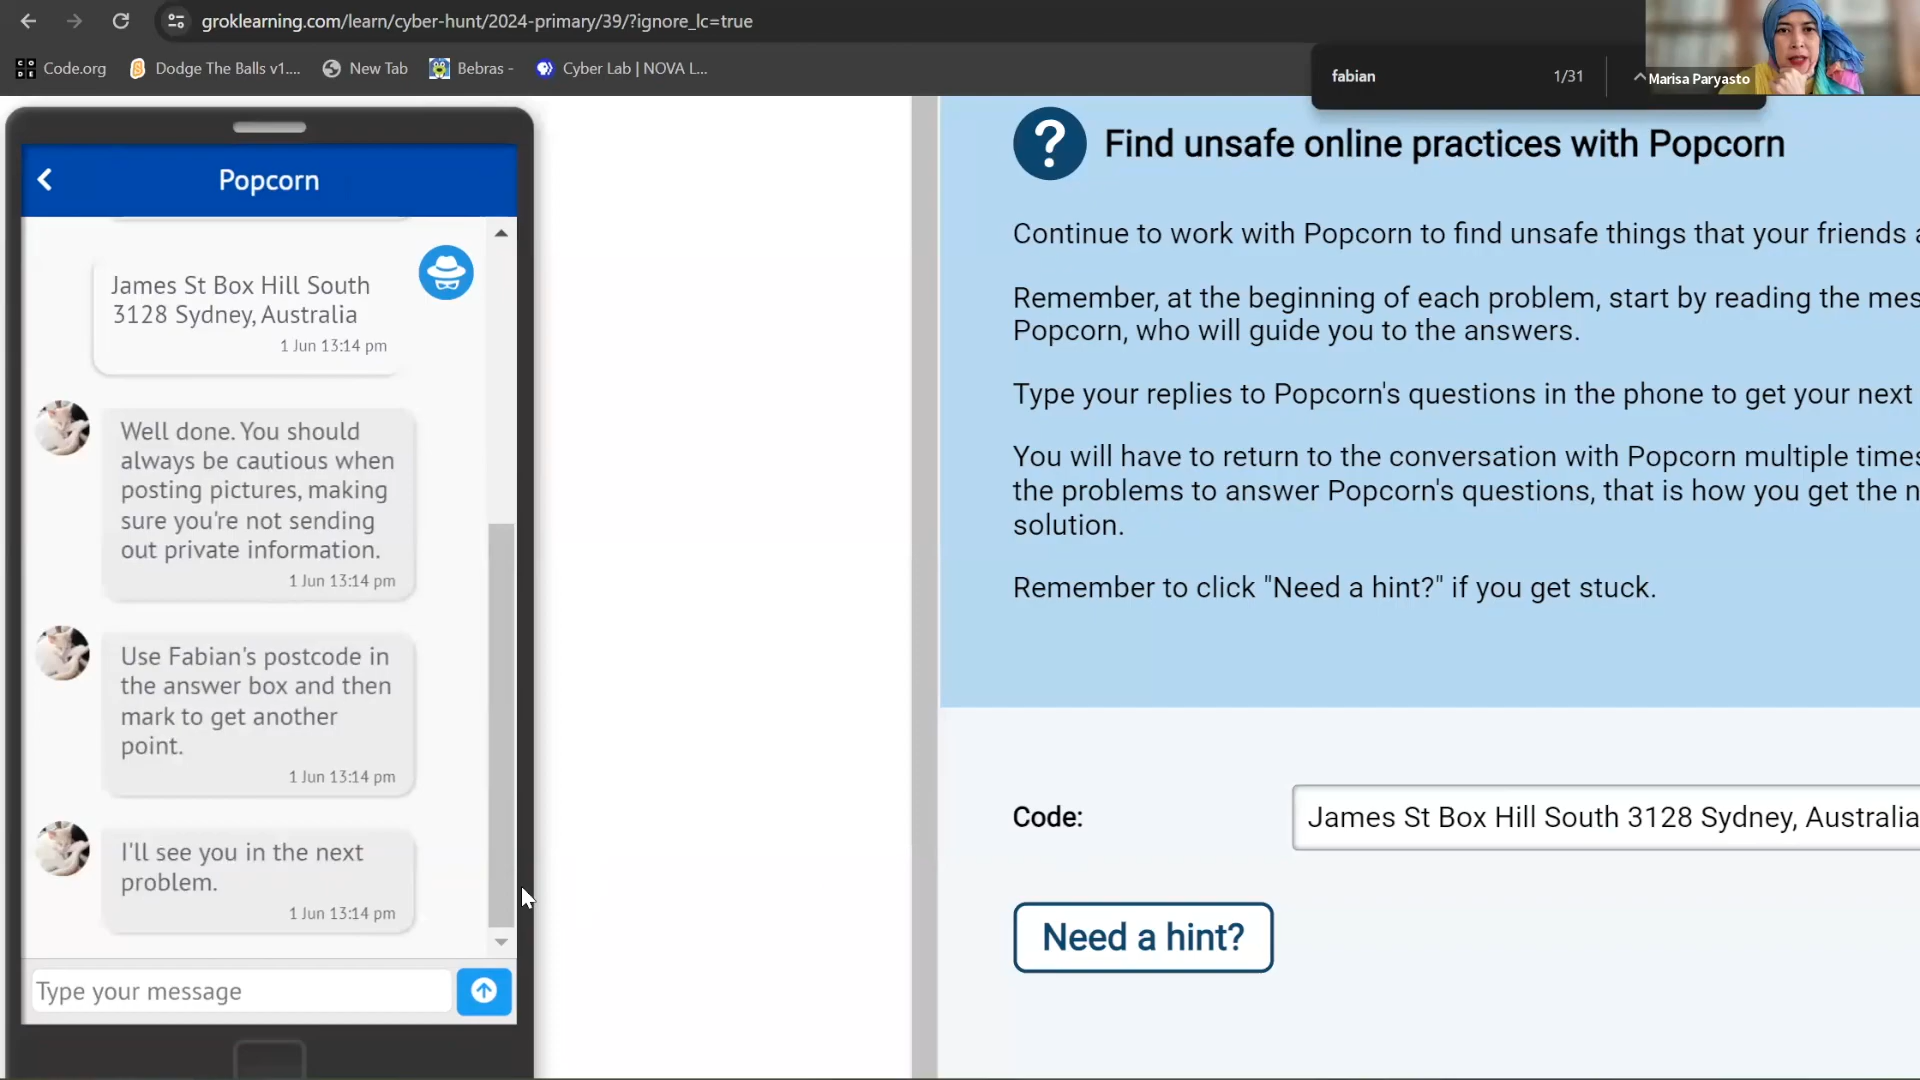 groklearning.com/learn/cyber-hunt/2024-primary/39/?ignore_lc=true
Code.org
Dodge The Balls v1....
New Tab
Bebras -
Cyber Lab | NOVA L...
fabian
1/31
Marisa Paryasto
Popcorn
James St Box Hill South
3128 Sydney, Australia
1 Jun 13:14 pm
Well done. You should
always be cautious when
posting pictures, making
sure you're not sending
out private information.
1 Jun 13:14 pm
Use Fabian's postcode in
the answer box and then
mark to get another
point.
1 Jun 13:14 pm
I'll see you in the next
problem.
1 Jun 13:14 pm
Type your message
? Find unsafe online practices with Popcorn
Continue to work with Popcorn to find unsafe things that your friends a
Remember, at the beginning of each problem, start by reading the mes
Popcorn, who will guide you to the answers.
Type your replies to Popcorn's questions in the phone to get your next
You will have to return to the conversation with Popcorn multiple times
the problems to answer Popcorn's questions, that is how you get the n
solution.
Remember to click "Need a hint?" if you get stuck.
Code:
James St Box Hill South 3128 Sydney, Australia
Need a hint?